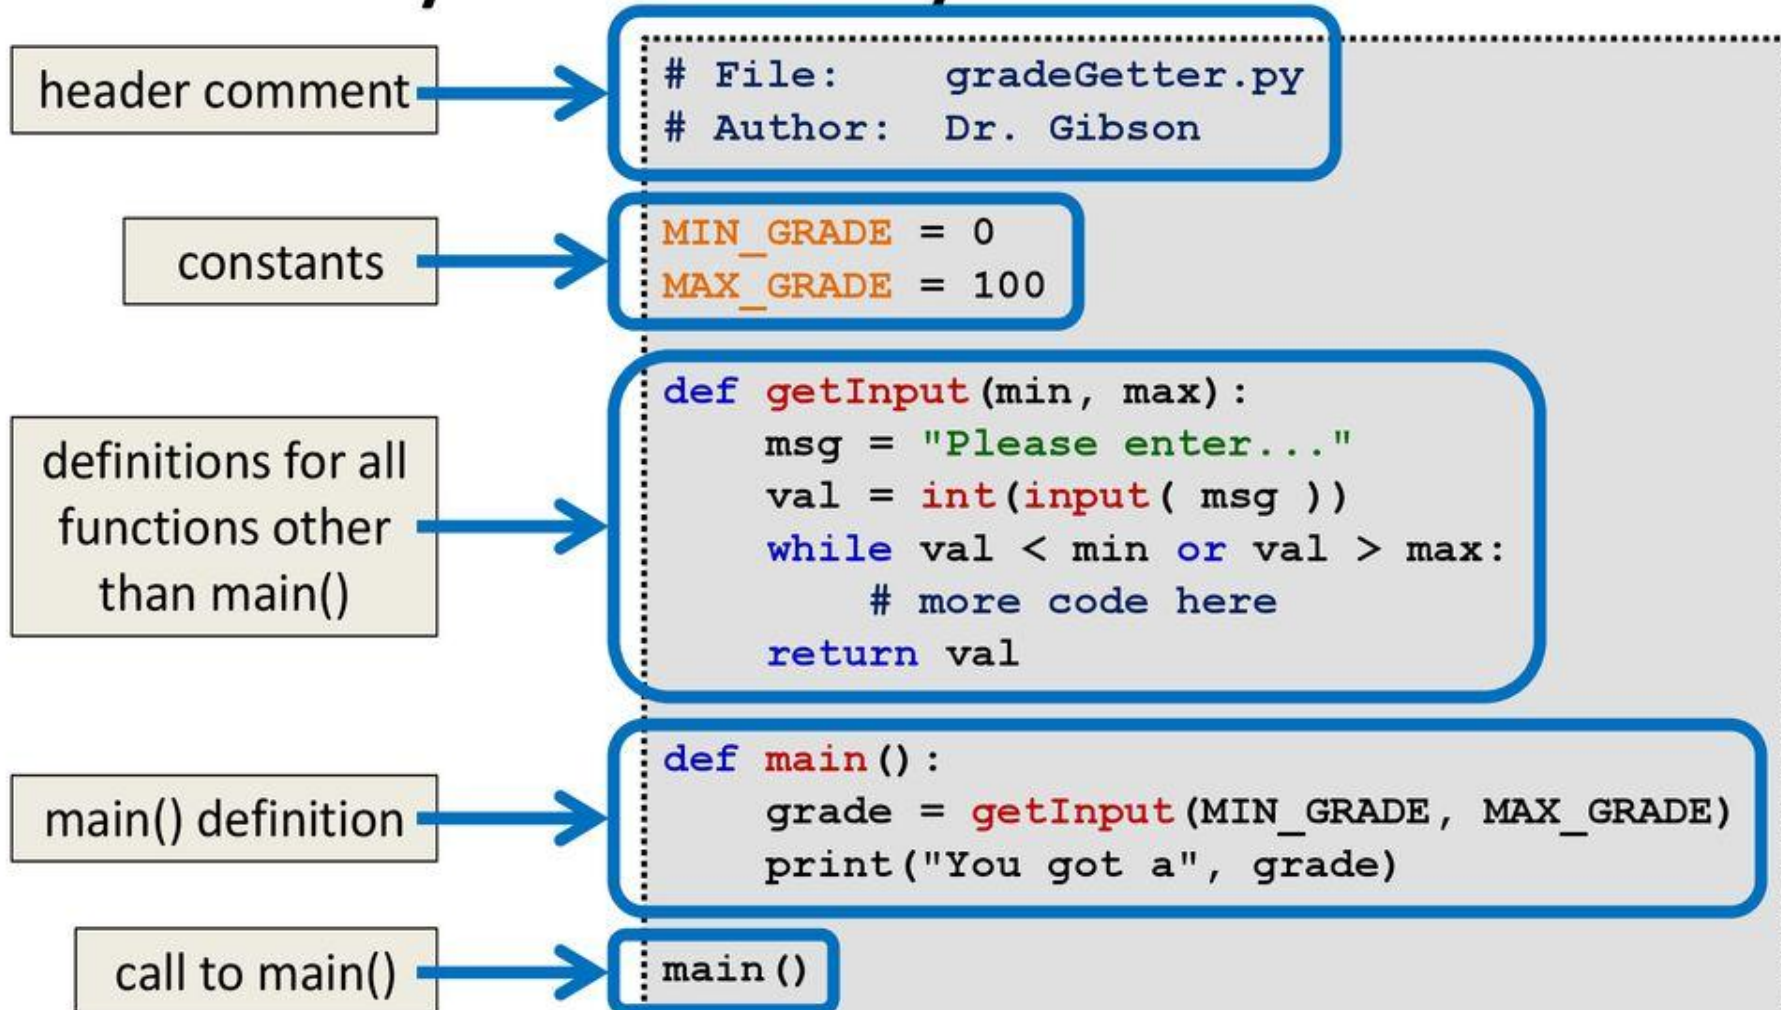 header comment
# File:    gradeGetter.py
# Author:  Dr. Gibson
constants
MIN_GRADE = 0
MAX_GRADE = 100
definitions for all
functions other
than main()
def getInput(min, max):
    msg = "Please enter..."
    val = int(input( msg ))
    while val < min or val > max:
        # more code here
    return val
main() definition
def main():
    grade = getInput(MIN_GRADE, MAX_GRADE)
    print("You got a", grade)
call to main()
main()